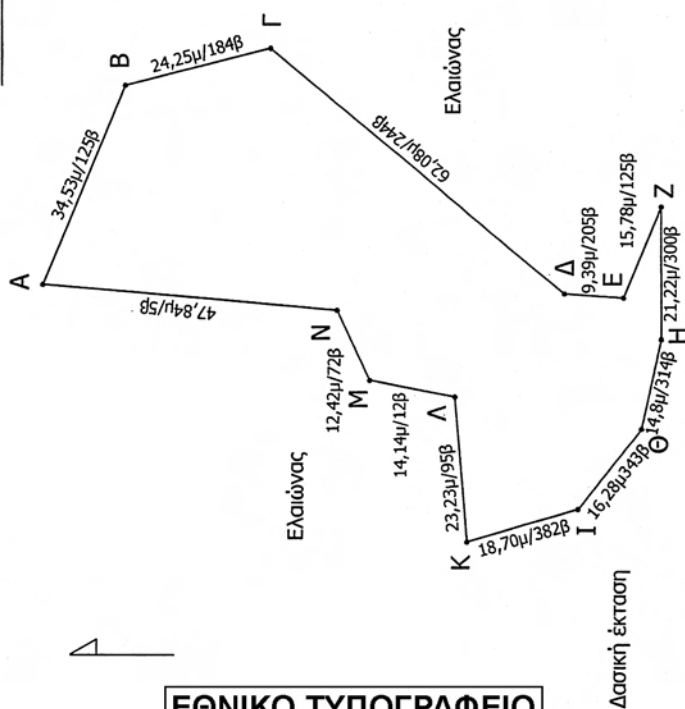 Α
Β
Γ
24,25μ/184β
34,53μ/125β
Ελαιώνας
62,08μ/244β
47,84μ/5β
Δ
9,39μ/205β
Ε
15,78μ/125β
Ζ
Ν
12,42μ/72β
Μ
14,14μ/12β
Λ
21,22μ/300β
Η
Ελαιώνας
23,23μ/95β
14,8μ/314β
Θ
Κ
16,28μ343β
18,70μ/382β
Ι
Δασική έκταση
ΕΘΝΙΚΟ ΤΥΠΟΓΡΑΦΕΙΟ